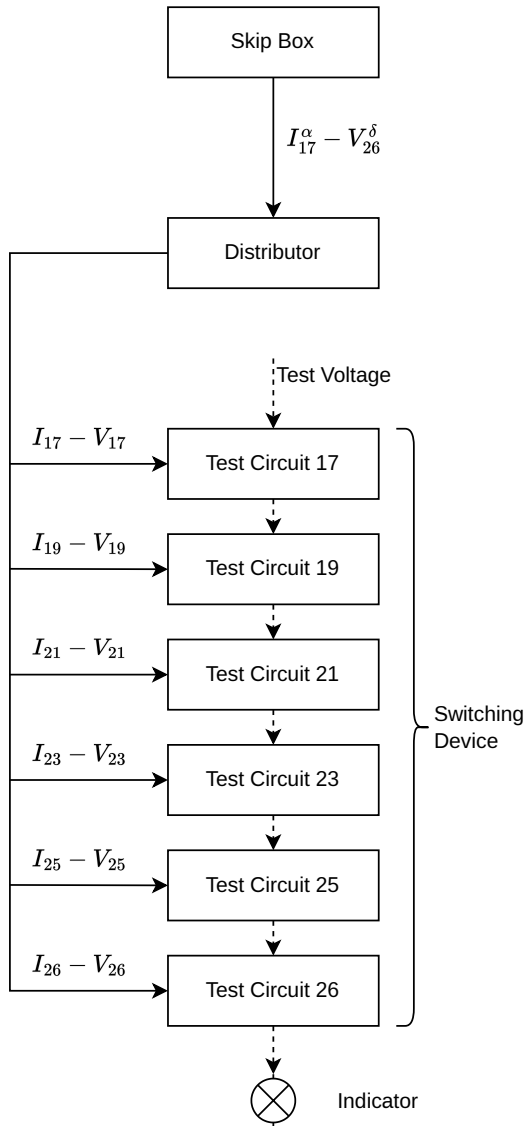 Skip Box
I_{17}^{α} − V_{26}^{δ}
Distributor
Test Voltage
I_{17} − V_{17}
Test Circuit 17
I_{19} − V_{19}
Test Circuit 19
I_{21} − V_{21}
Test Circuit 21
Switching
Device
I_{23} − V_{23}
Test Circuit 23
I_{25} − V_{25}
Test Circuit 25
I_{26} − V_{26}
Test Circuit 26
Indicator